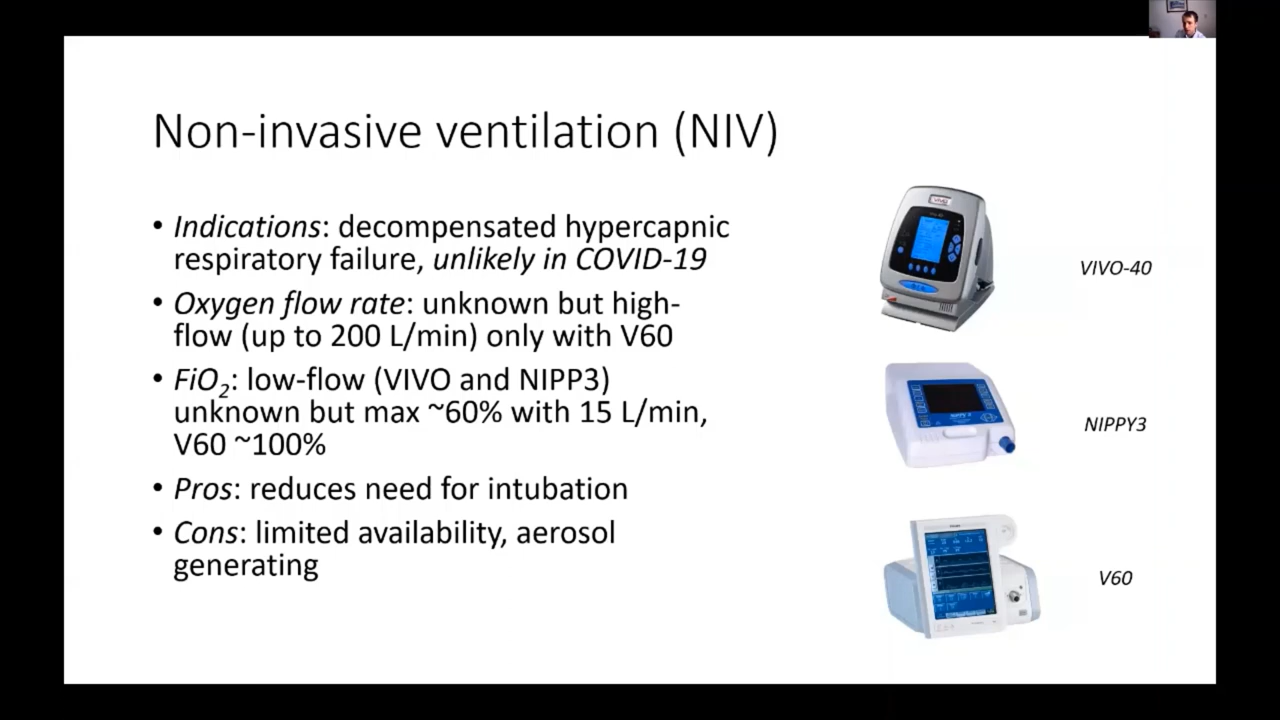 Non-invasive ventilation (NIV)
• Indications: decompensated hypercapnic
respiratory failure, unlikely in COVID-19
• Oxygen flow rate: unknown but high-
flow (up to 200 L/min) only with V60
• FiO2: low-flow (VIVO and NIPP3)
unknown but max ~60% with 15 L/min,
V60 ~100%
• Pros: reduces need for intubation
• Cons: limited availability, aerosol
generating
VIVO-40
NIPPY3
V60